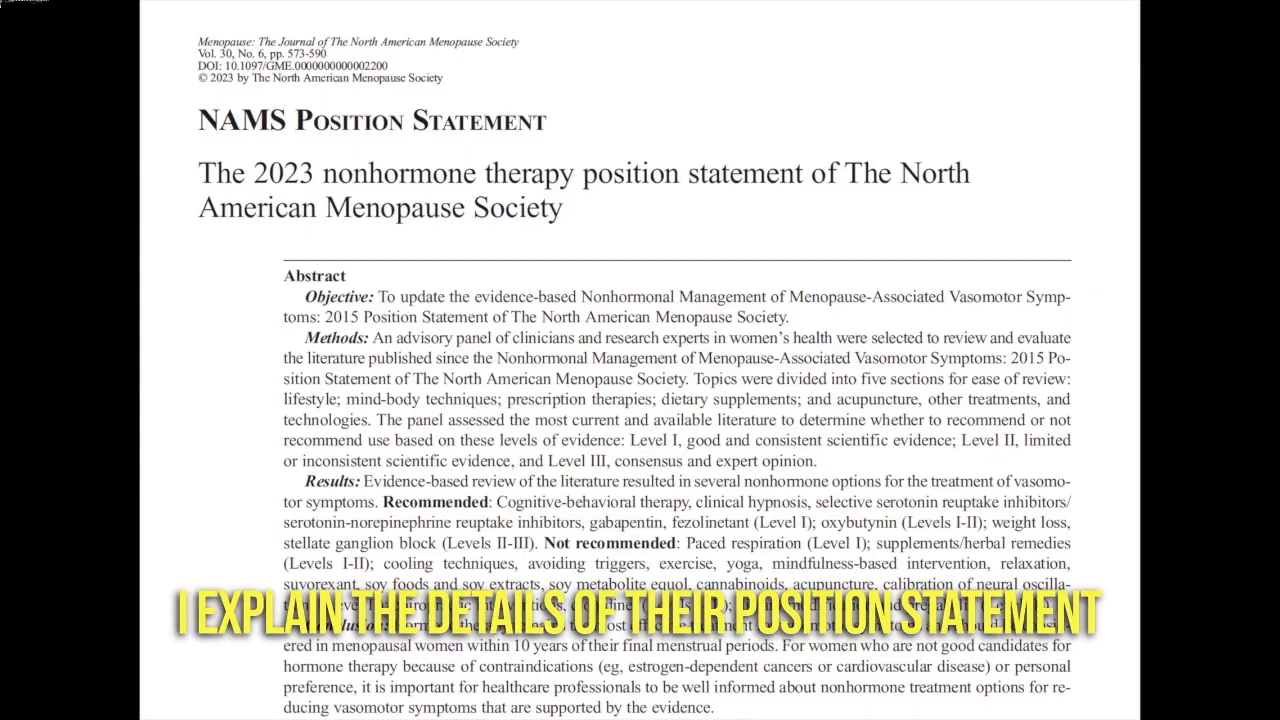 Menopause: The Journal of The North American Menopause Society
Vol. 30, No. 6, pp. 573-590
DOI: 10.1097/GME.0000000000002200
© 2023 by The North American Menopause Society
NAMS POSITION STATEMENT
The 2023 nonhormone therapy position statement of The North
American Menopause Society
Abstract
Objective: To update the evidence-based Nonhormonal Management of Menopause-Associated Vasomotor Symp-
toms: 2015 Position Statement of The North American Menopause Society.
Methods: An advisory panel of clinicians and research experts in women's health were selected to review and evaluate
the literature published since the Nonhormonal Management of Menopause-Associated Vasomotor Symptoms: 2015 Po-
sition Statement of The North American Menopause Society. Topics were divided into five sections for ease of review:
lifestyle; mind-body techniques; prescription therapies; dietary supplements; and acupuncture, other treatments, and
technologies. The panel assessed the most current and available literature to determine whether to recommend or not
recommend use based on these levels of evidence: Level I, good and consistent scientific evidence; Level II, limited
or inconsistent scientific evidence, and Level III, consensus and expert opinion.
Results: Evidence-based review of the literature resulted in several nonhormone options for the treatment of vasomo-
tor symptoms. Recommended: Cognitive-behavioral therapy, clinical hypnosis, selective serotonin reuptake inhibitors/
serotonin-norepinephrine reuptake inhibitors, gabapentin, fezolinetant (Level I); oxybutynin (Levels I-II); weight loss,
stellate ganglion block (Levels II-III). Not recommended: Paced respiration (Level I); supplements/herbal remedies
(Levels I-II); cooling techniques, avoiding triggers, exercise, yoga, mindfulness-based intervention, relaxation,
suvorexant, soy foods and soy extracts, soy metabolite equol, cannabinoids, acupuncture, calibration of neural oscilla-
I EXPLAIN THE DETAILS OF THEIR POSITION STATEMENT
ered in menopausal women within 10 years of their final menstrual periods. For women who are not good candidates for
hormone therapy because of contraindications (eg, estrogen-dependent cancers or cardiovascular disease) or personal
preference, it is important for healthcare professionals to be well informed about nonhormone treatment options for re-
ducing vasomotor symptoms that are supported by the evidence.